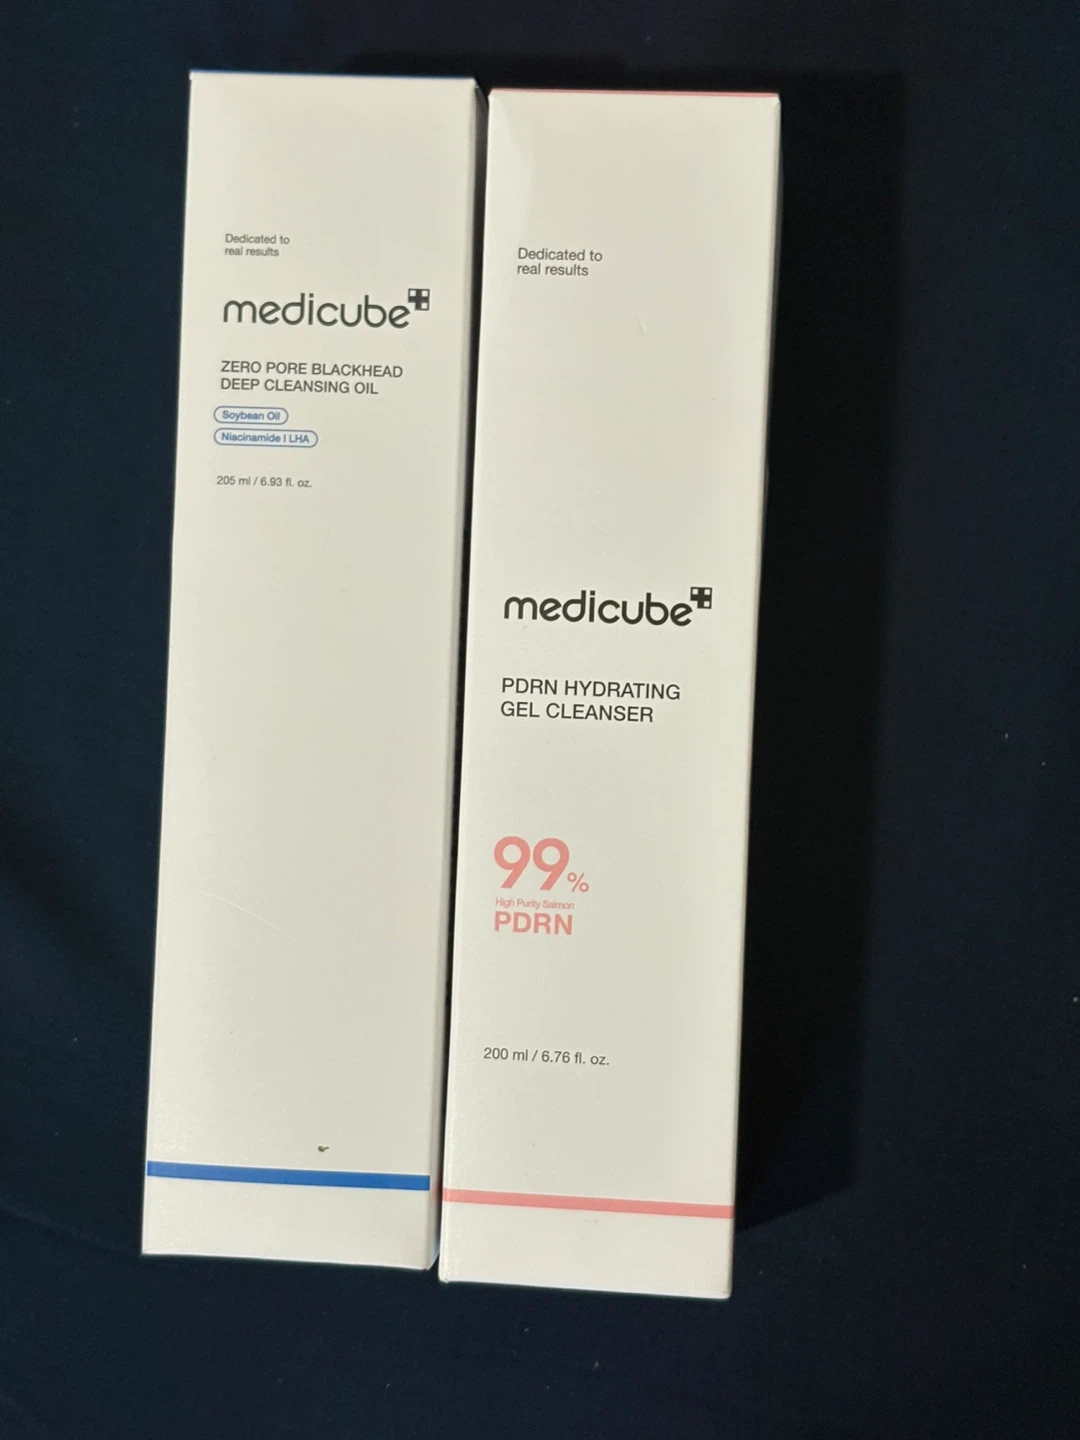 Dedicated to
real results
medicube
ZERO PORE BLACKHEAD
DEEP CLEANSING OIL
Soybean Oil
Niacinamide | LHA
205 ml / 6.93 fl. oz.
Dedicated to
real results
medicube
PDRN HYDRATING
GEL CLEANSER
99%
High Purity Salmon
PDRN
200 ml / 6.76 fl. oz.